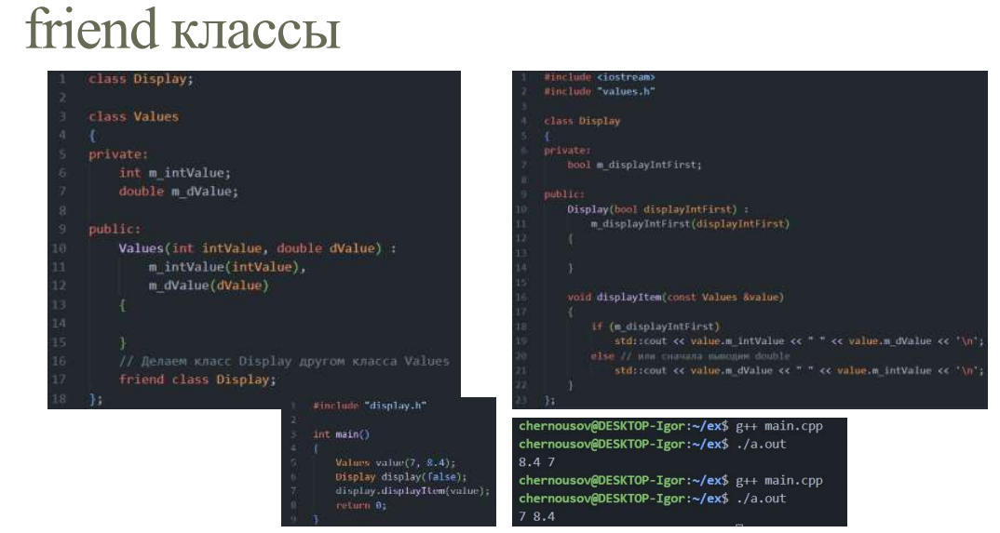 friend классы
1 class Display;
2
3 class Values
4 {
5 private:
6     int m_intValue;
7     double m_dValue;
8
9 public:
10     Values(int intValue, double dValue) :
11         m_intValue(intValue),
12         m_dValue(dValue)
13     {
14
15     }
16     // Делаем класс Display другом класса Values
17     friend class Display;
18 };
1 #include <iostream>
2 #include "values.h"
3
4 class Display
5 {
6 private:
7     bool m_displayIntFirst;
8
9 public:
10     Display(bool displayIntFirst) :
11         m_displayIntFirst(displayIntFirst)
12     {
13
14     }
15
16     void displayItem(const Values &value)
17     {
18         if (m_displayIntFirst)
19             std::cout << value.m_intValue << " " << value.m_dValue << '\n';
20         else // или сначала выводим double
21             std::cout << value.m_dValue << " " << value.m_intValue << '\n';
22     }
23 };
1 #include "display.h"
2
3 int main()
4 {
5     Values value(7, 8.4);
6     Display display(false);
7     display.displayItem(value);
8     return 0;
9 }
chernousov@DESKTOP-Igor:~/ex$ g++ main.cpp
chernousov@DESKTOP-Igor:~/ex$ ./a.out
8.4 7
chernousov@DESKTOP-Igor:~/ex$ g++ main.cpp
chernousov@DESKTOP-Igor:~/ex$ ./a.out
7 8.4